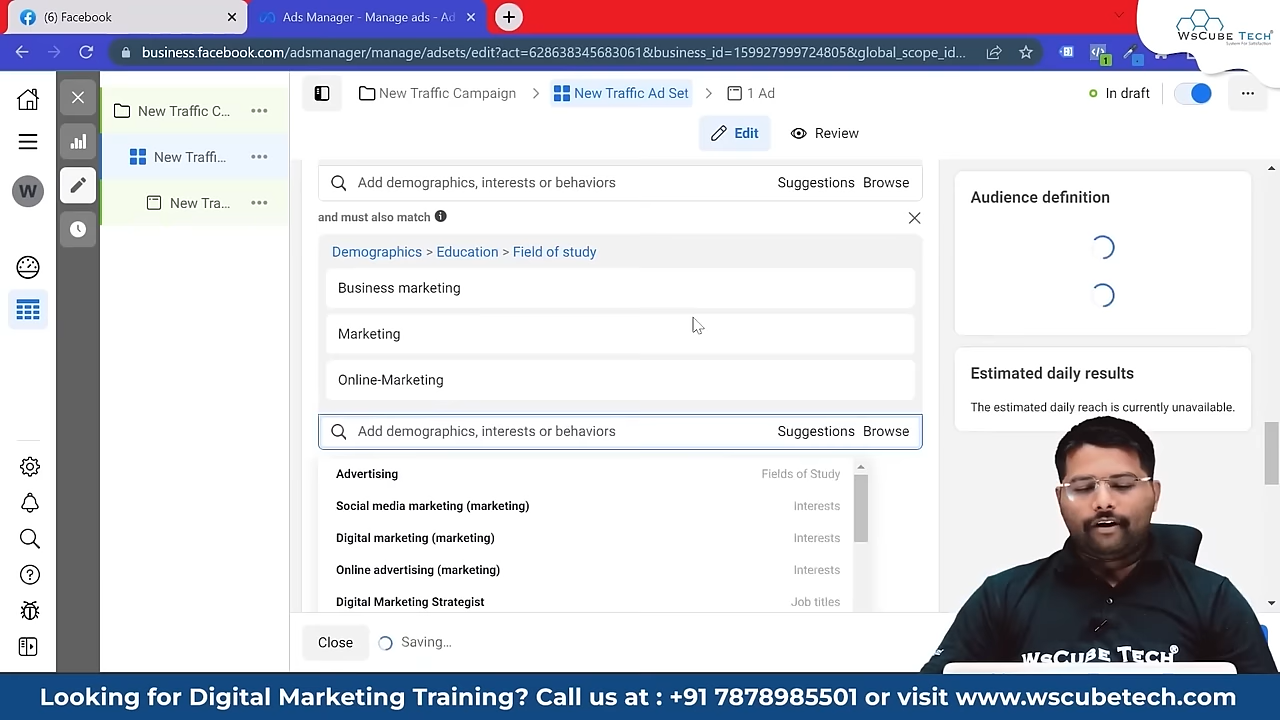 (6) Facebook
Ads Manager - Manage ads - Ad
WsCube Tech®
System For Satisfaction
business.facebook.com/adsmanager/manage/adsets/edit?act=628638345683061&business_id=1599279997248055&global_scope_id...
New Traffic C...
New Traffic Campaign > New Traffic Ad Set > 1 Ad
In draft
Edit
Review
New Traffi...
W
New Tra...
Add demographics, interests or behaviors
Suggestions Browse
and must also match
Demographics > Education > Field of study
Business marketing
Marketing
Online-Marketing
Add demographics, interests or behaviors
Suggestions Browse
Advertising Fields of Study
Social media marketing (marketing) Interests
Digital marketing (marketing) Interests
Online advertising (marketing) Interests
Digital Marketing Strategist Job titles
Audience definition
Estimated daily results
The estimated daily reach is currently unavailable.
Close
Saving...
WsCube Tech®
Looking for Digital Marketing Training? Call us at : +91 7878985501 or visit www.wscubetech.com